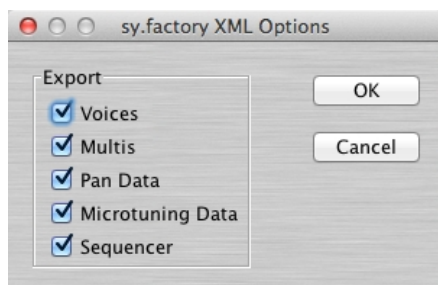 sy.factory XML Options
Export
Voices
Multis
Pan Data
Microtuning Data
Sequencer
OK
Cancel